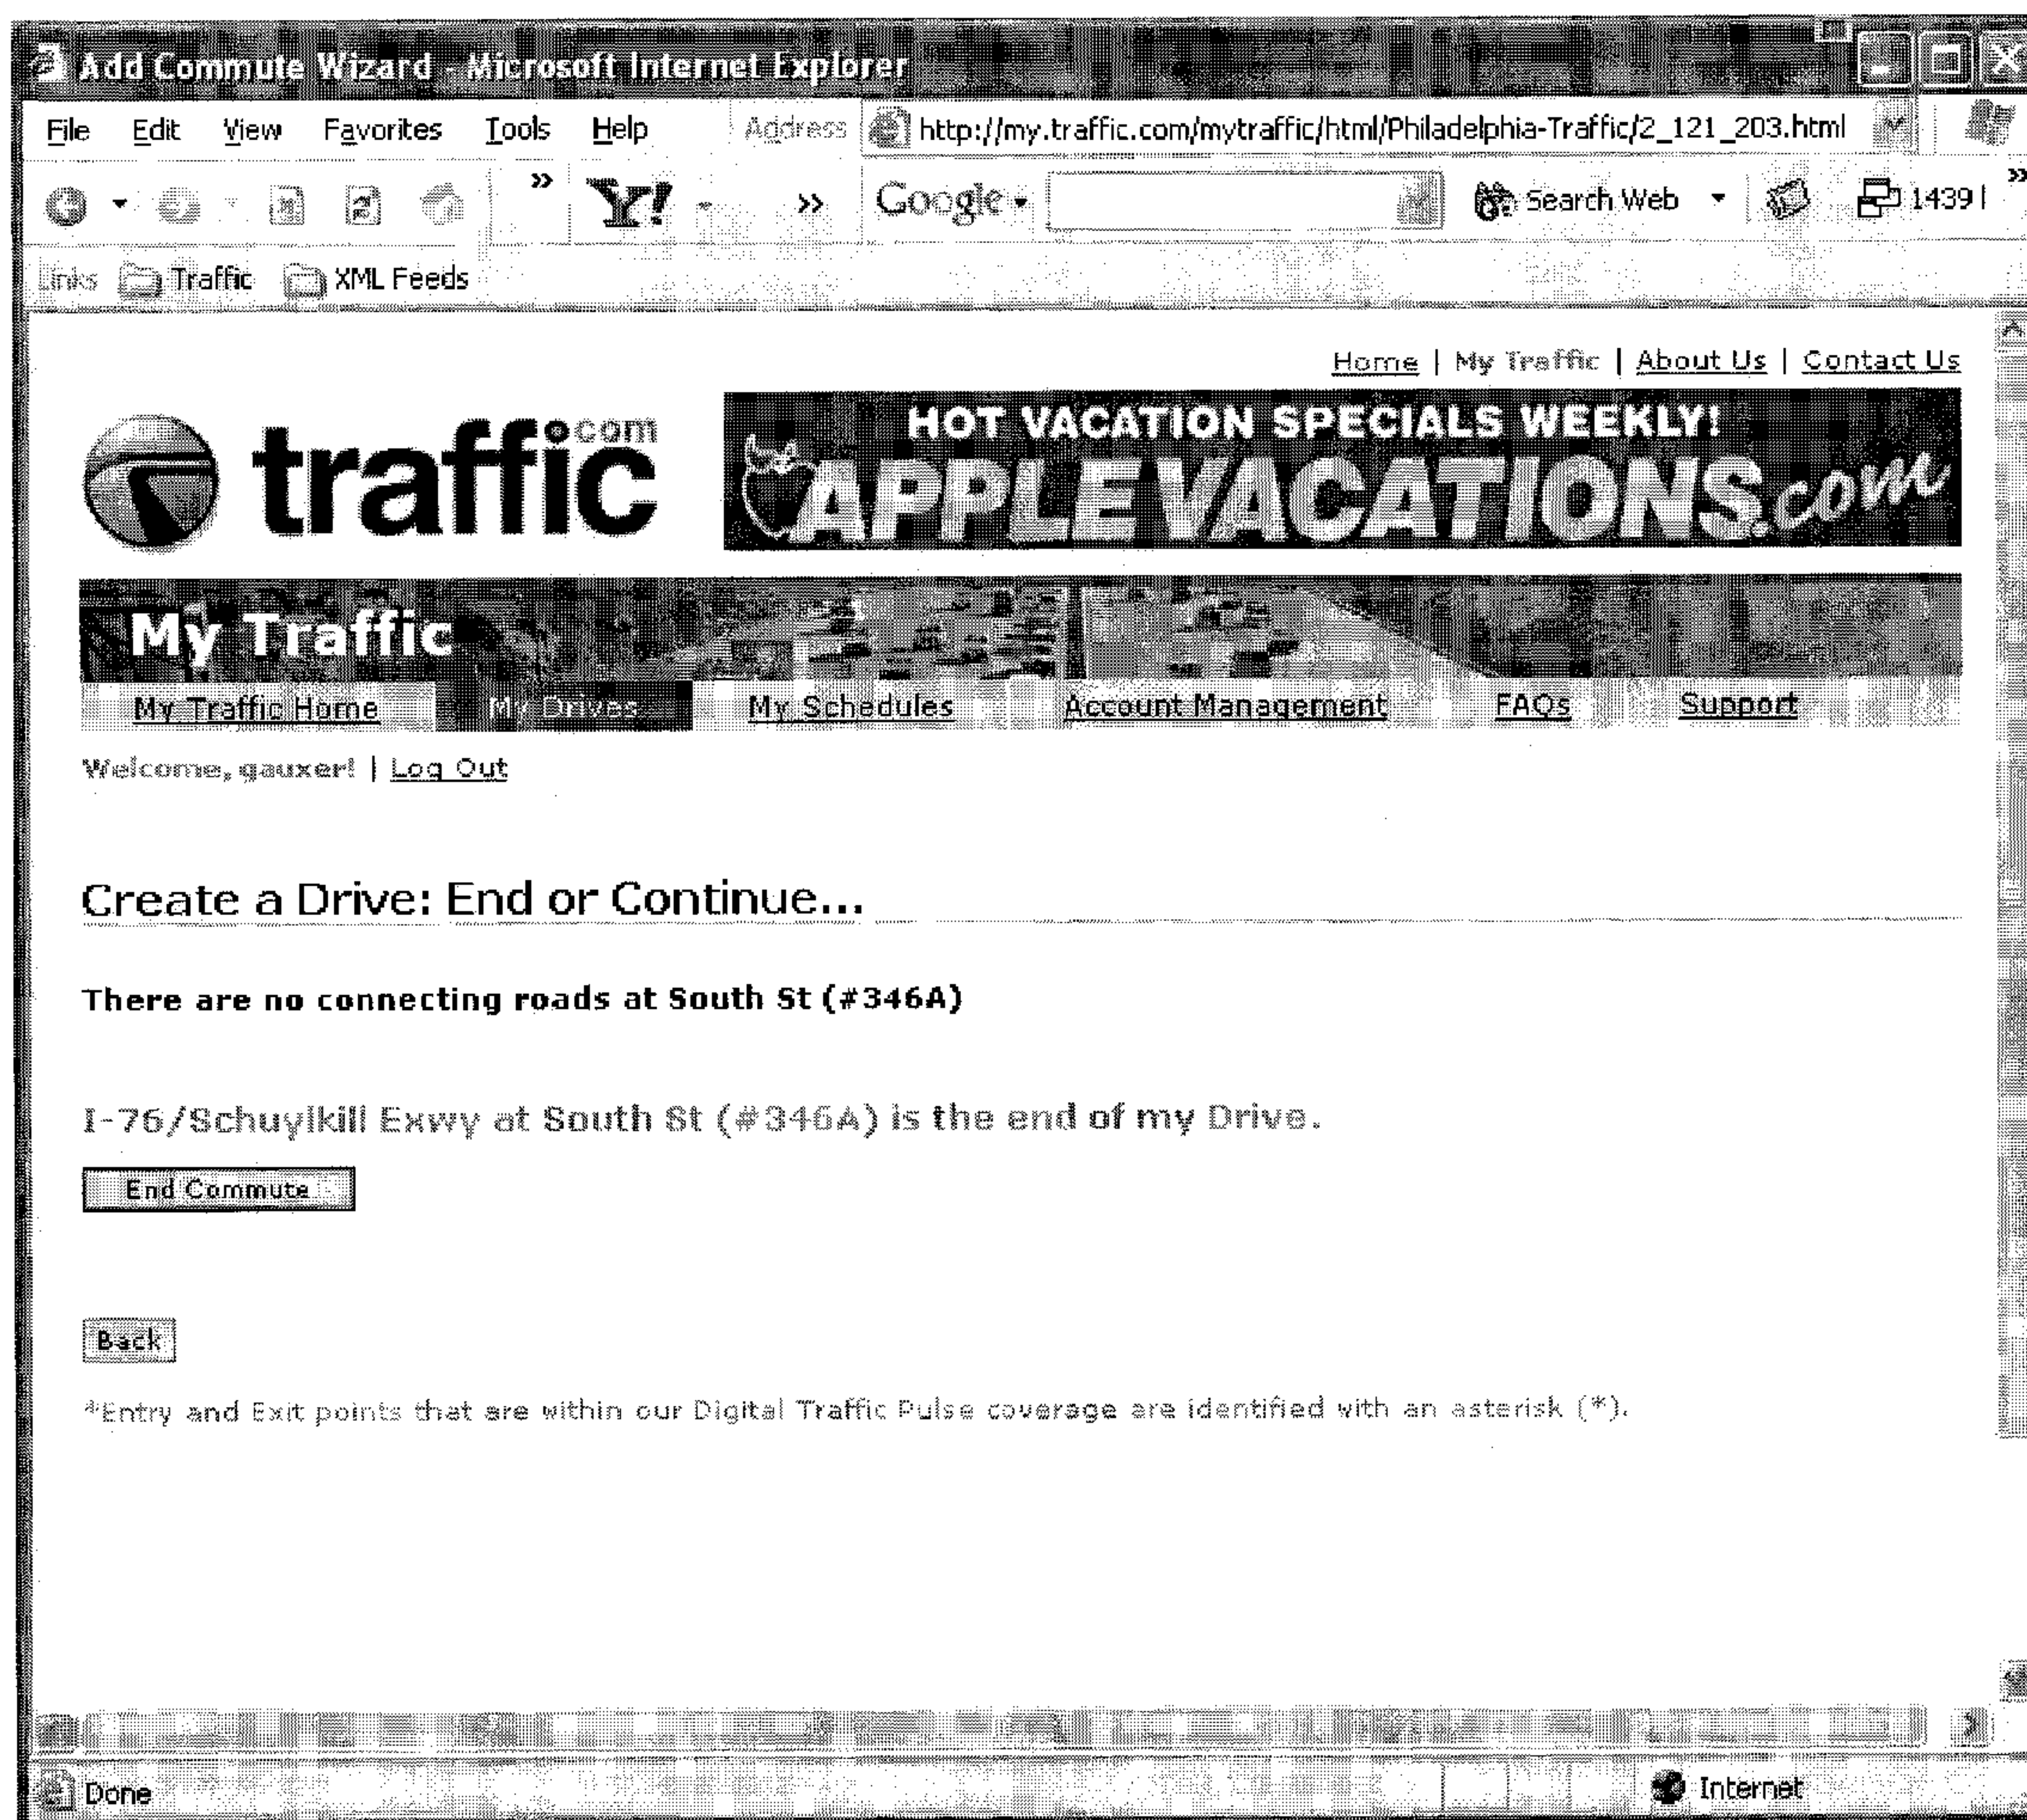 Add Commute Wizard - Microsoft Internet Explorer
File Edit View Favorites Tools Help Address http://my.traffic.com/mytraffic/html/Philadelphia-Traffic/2_121_203.html
» Y! » Google Search Web 1439 »
Links Traffic XML Feeds
Home | My Traffic | About Us | Contact Us
traffic.com
HOT VACATION SPECIALS WEEKLY!
APPLEVACATIONS.com
My Traffic
My Traffic Home My Drives My Schedules Account Management FAQs Support
Welcome, gauxer! | Log Out
Create a Drive: End or Continue...
There are no connecting roads at South St (#346A)
I-76/Schuylkill Exwy at South St (#346A) is the end of my Drive.
End Commute
Back
*Entry and Exit points that are within our Digital Traffic Pulse coverage are identified with an asterisk (*).
Done Internet